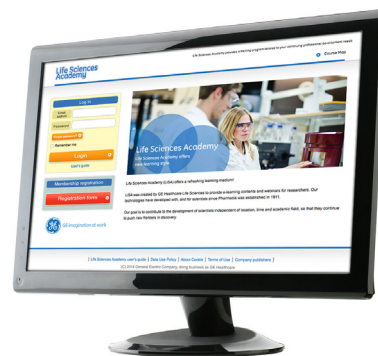 Life Sciences Academy provides e-learning programs tailored to your continuing professional development needs
Life Sciences
Academy
Course Map
Log in
Email
address
Password
Remember me
Login
User's guide
Membership registration
Registration form
GE imagination at work
Life Sciences Academy
Life Sciences Academy offers
new learning style
Life Sciences Academy (LSA) offers a refreshing learning medium!
LSA was created by GE Healthcare Life Sciences to provide e-learning contents and webinars for researchers. Our
technologies have developed with, and for scientists since Pharmacia was established in 1911.
Our goal is to contribute to the development of scientists independent of location, time and academic field, so that they continue
to push new frontiers in discovery.
| Life Sciences Academy user's guide | Data Use Policy | About Cookie | Terms of Use | Company publishers |
(C) 2014 General Electric Company, doing business as GE Healthcare